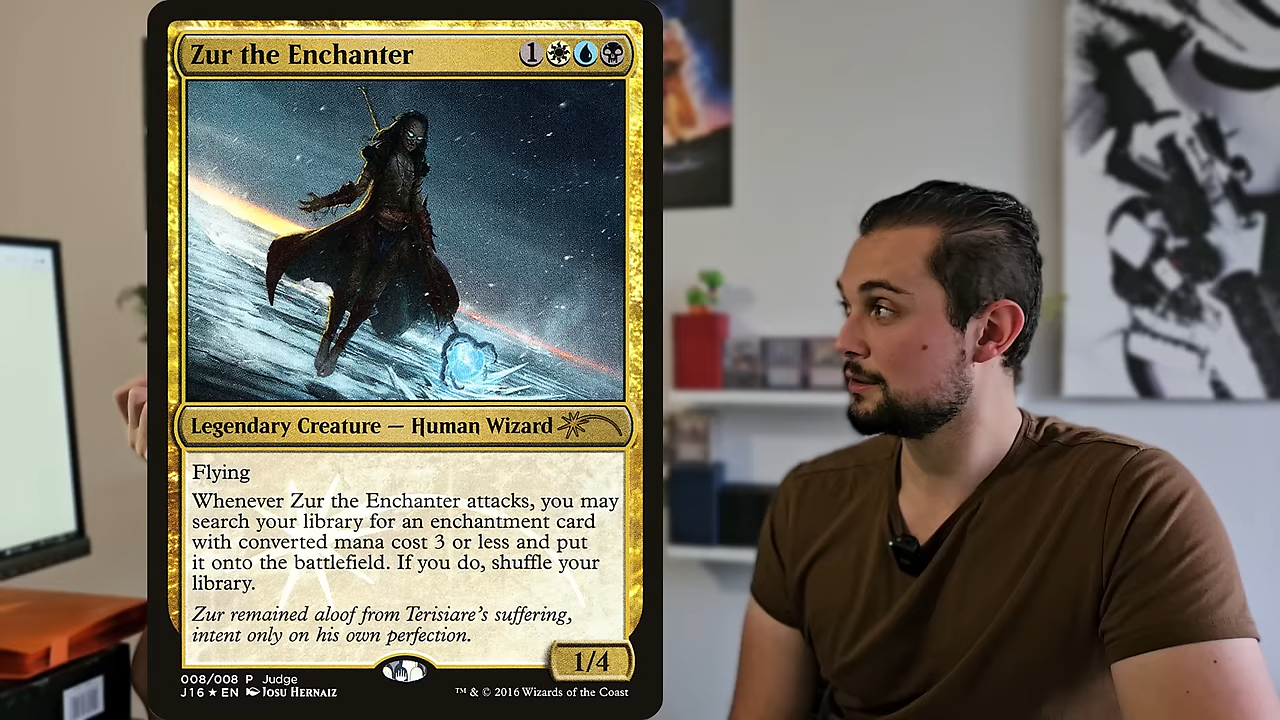 Zur the Enchanter 1
Legendary Creature — Human Wizard
Flying
Whenever Zur the Enchanter attacks, you may
search your library for an enchantment card
with converted mana cost 3 or less and put
it onto the battlefield. If you do, shuffle your
library.
Zur remained aloof from Terisiare's suffering,
intent only on his own perfection.
1/4
008/008 P Judge
J16 ★ EN Josu Hernaiz
™ & © 2016 Wizards of the Coast